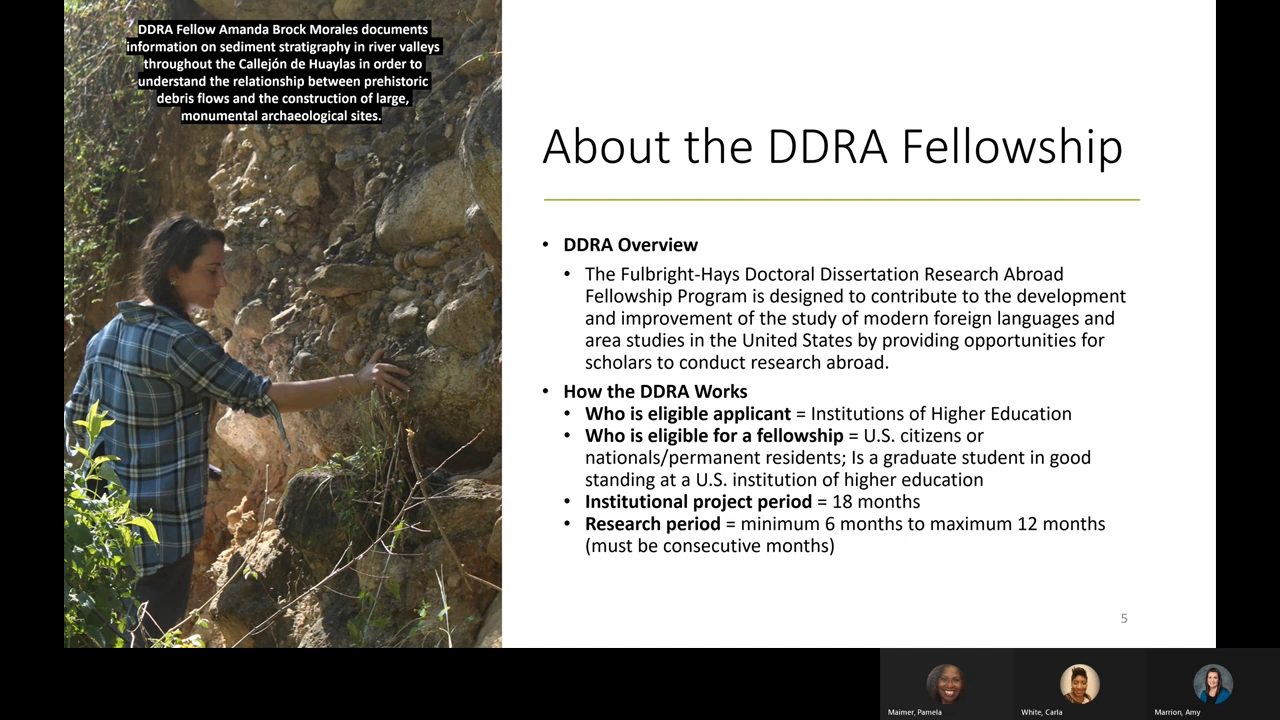 DDRA Fellow Amanda Brock Morales documents
information on sediment stratigraphy in river valleys
throughout the Callejón de Huaylas in order to
understand the relationship between prehistoric
debris flows and the construction of large,
monumental archaeological sites.
About the DDRA Fellowship
• DDRA Overview
• The Fulbright-Hays Doctoral Dissertation Research Abroad
Fellowship Program is designed to contribute to the development
and improvement of the study of modern foreign languages and
area studies in the United States by providing opportunities for
scholars to conduct research abroad.
• How the DDRA Works
• Who is eligible applicant = Institutions of Higher Education
• Who is eligible for a fellowship = U.S. citizens or
nationals/permanent residents; Is a graduate student in good
standing at a U.S. institution of higher education
• Institutional project period = 18 months
• Research period = minimum 6 months to maximum 12 months
(must be consecutive months)
5
Maimer, Pamela
White, Carla
Marrion, Amy